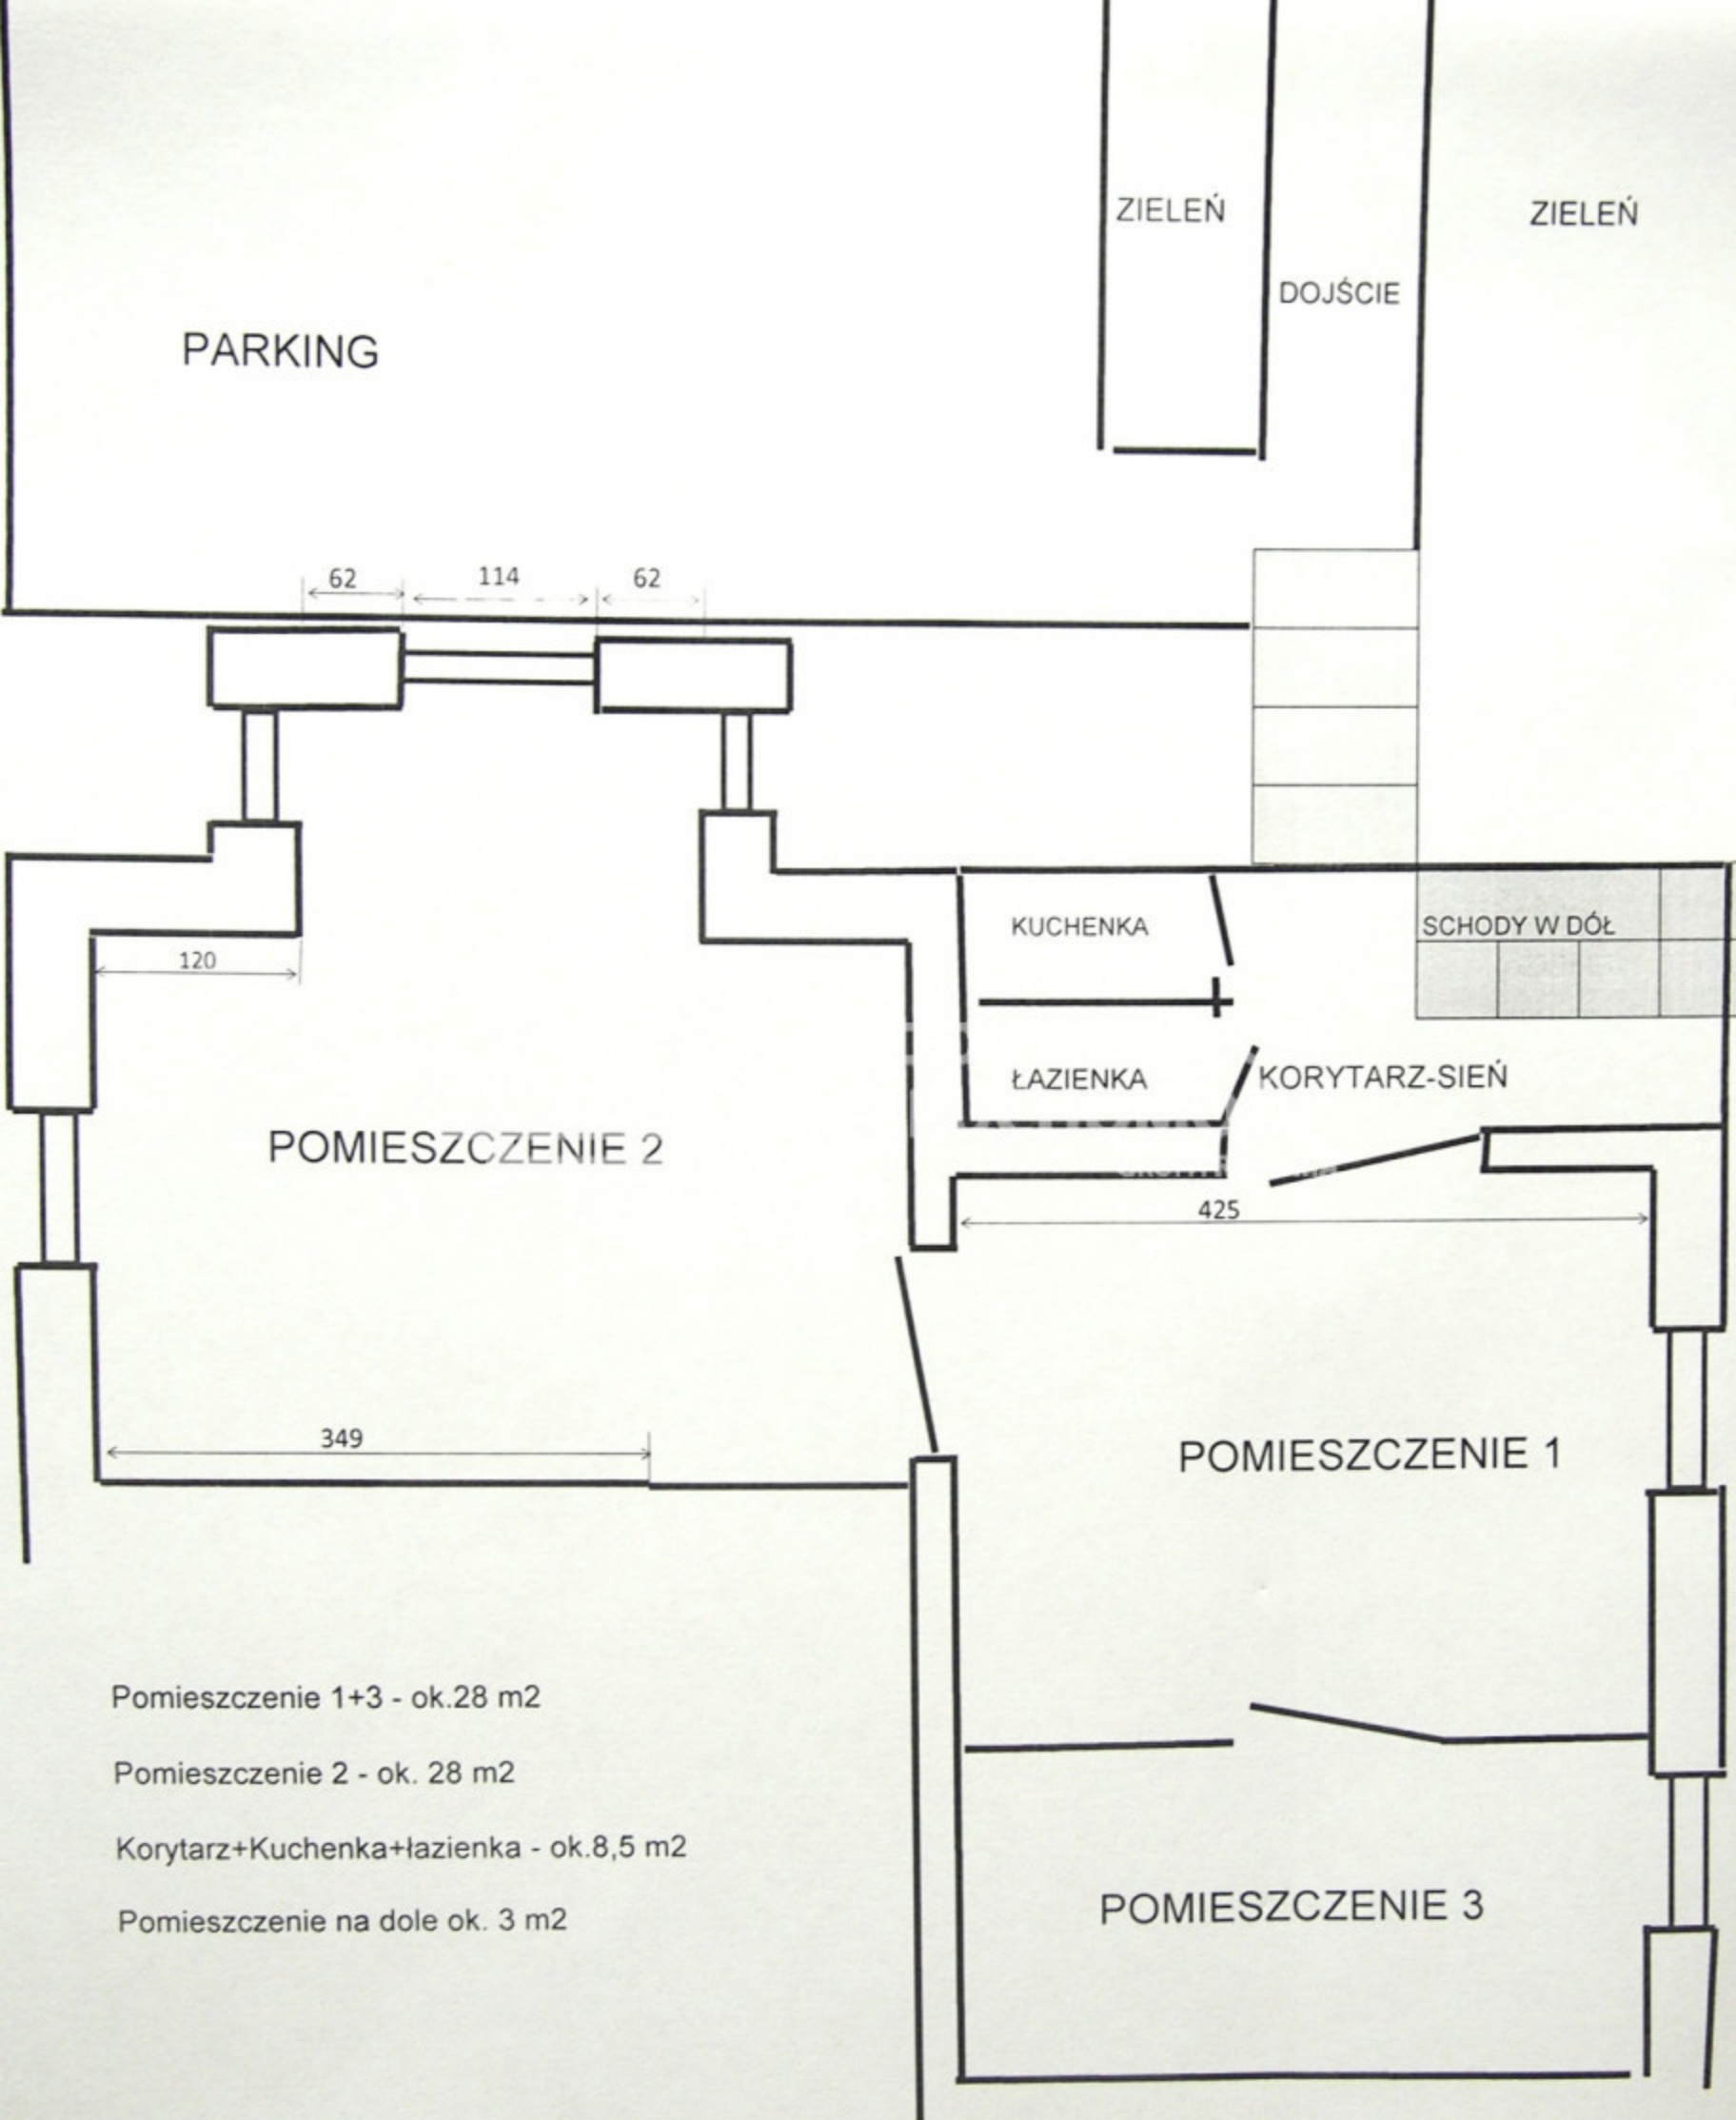 ZIELEŃ
ZIELEŃ
DOJŚCIE
PARKING
62
114
62
KUCHENKA
SCHODY W DÓŁ
120
ŁAZIENKA
KORYTARZ-SIEŃ
POMIESZCZENIE 2
425
349
POMIESZCZENIE 1
Pomieszczenie 1+3 - ok.28 m2
Pomieszczenie 2 - ok. 28 m2
Korytarz+Kuchenka+łazienka - ok.8,5 m2
POMIESZCZENIE 3
Pomieszczenie na dole ok. 3 m2